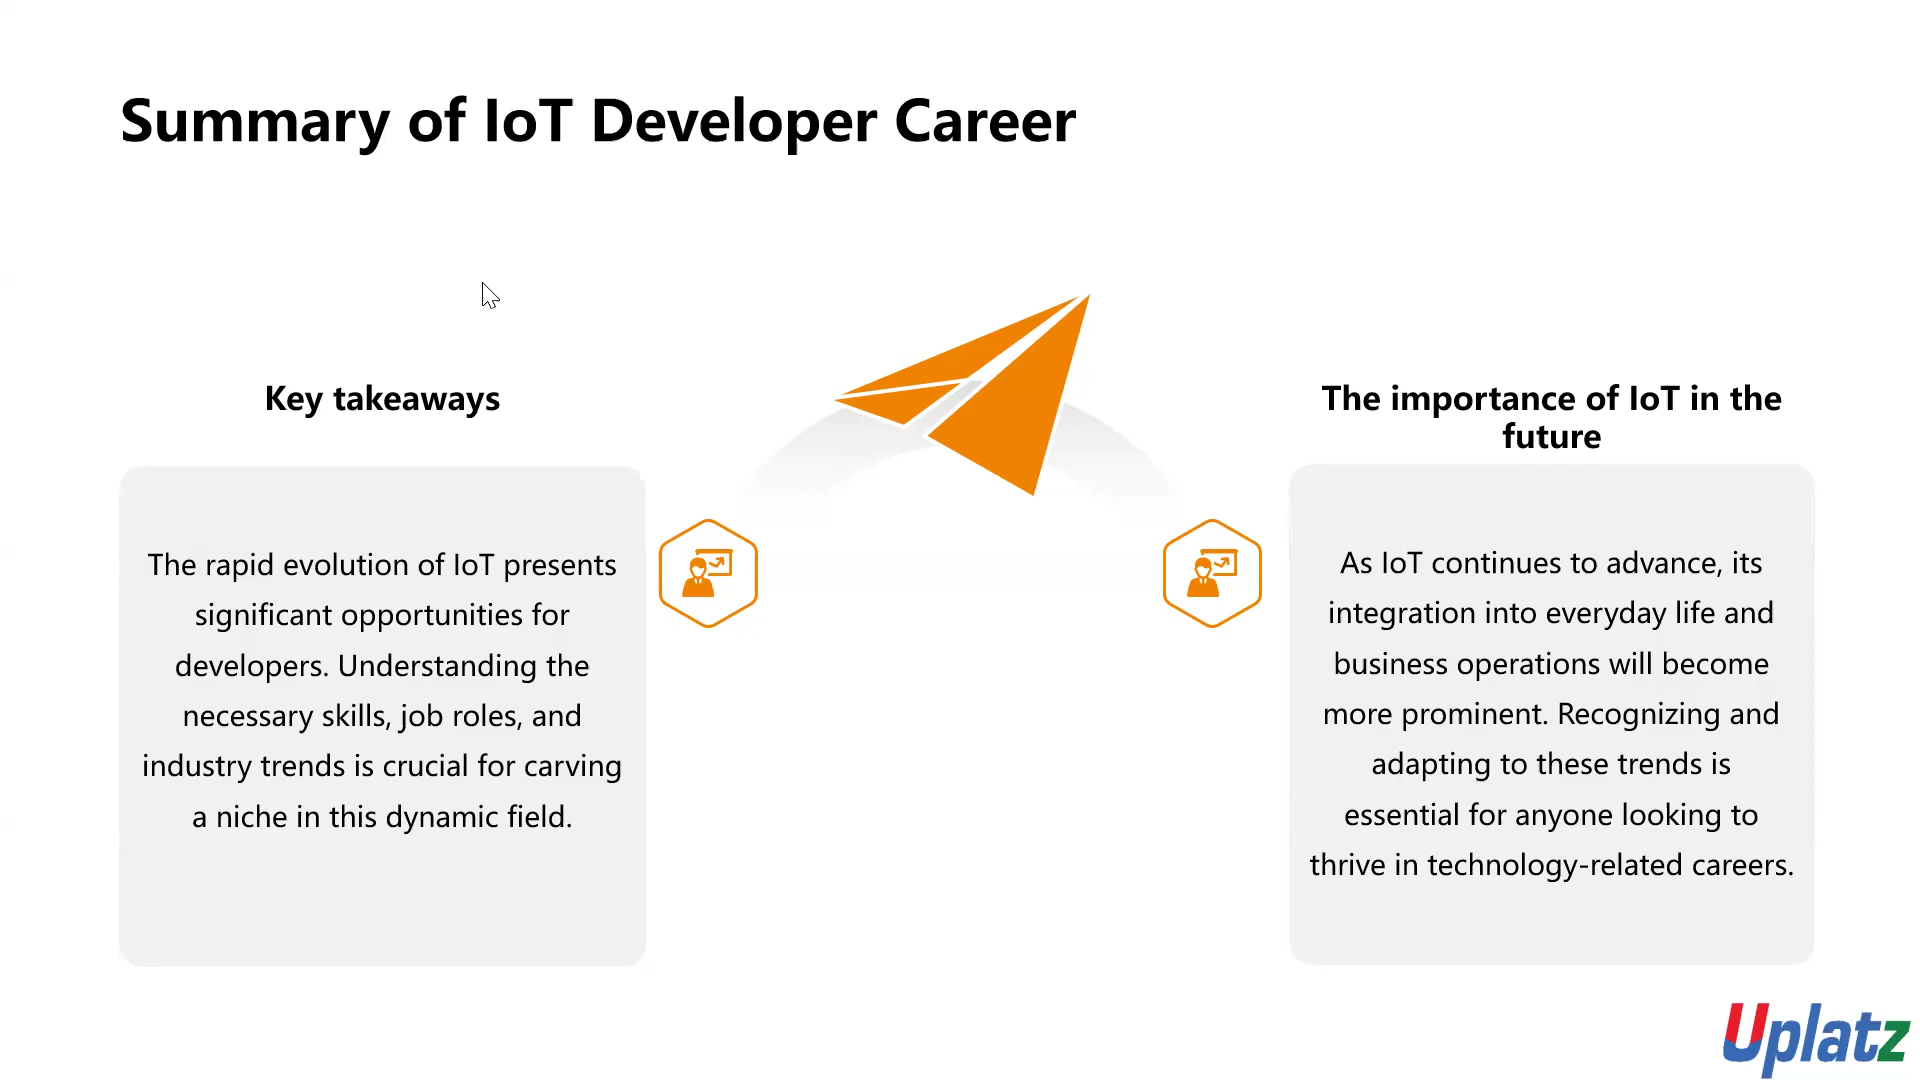 Summary of IoT Developer Career
Key takeaways
The rapid evolution of IoT presents
significant opportunities for
developers. Understanding the
necessary skills, job roles, and
industry trends is crucial for carving
a niche in this dynamic field.
The importance of IoT in the
future
As IoT continues to advance, its
integration into everyday life and
business operations will become
more prominent. Recognizing and
adapting to these trends is
essential for anyone looking to
thrive in technology-related careers.
Uplatz